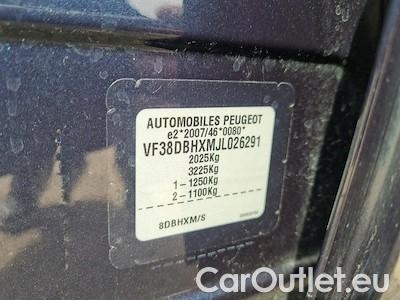 AUTOMOBILES PEUGEOT
e2*2007/46*0080*
VF38DBHXMJL026291
2025Kg
3225Kg
1-1250Kg
2-1100Kg
8DBHXM/S
CarOutlet.eu